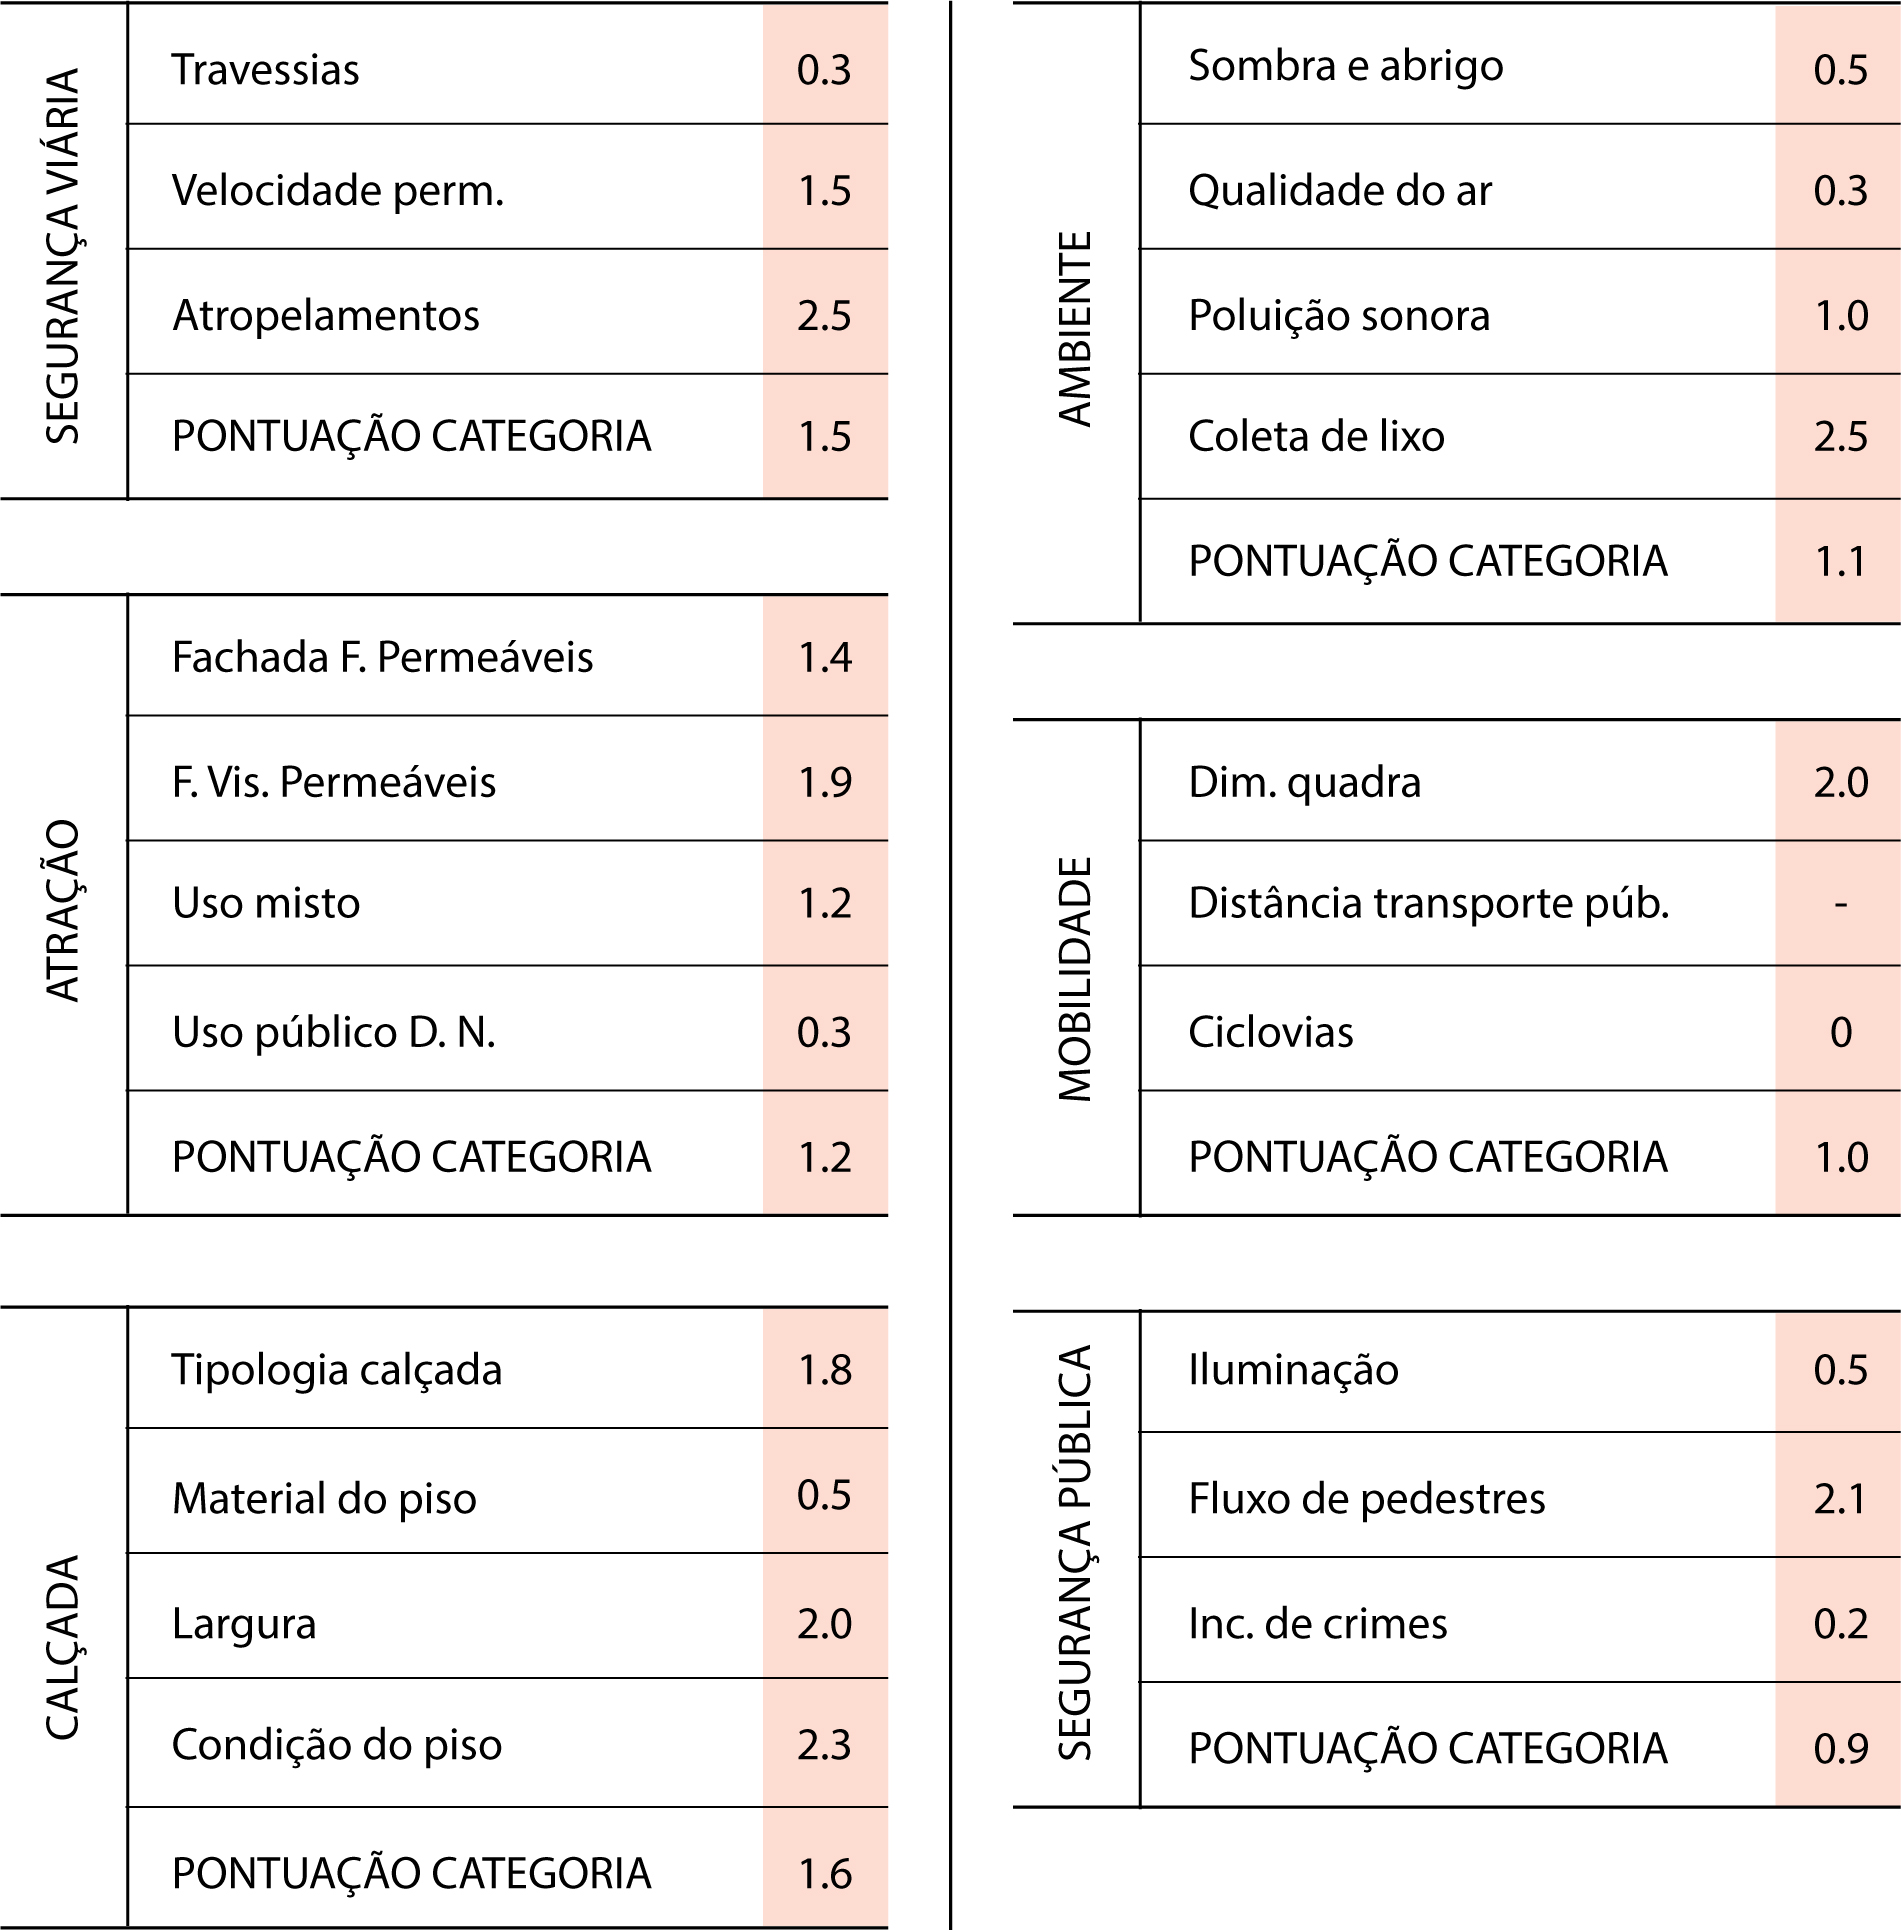 SEGURANÇA VIÁRIA
Travessias 0.3
Velocidade perm. 1.5
Atropelamentos 2.5
PONTUAÇÃO CATEGORIA 1.5
ATRAÇÃO
Fachada F. Permeáveis 1.4
F. Vis. Permeáveis 1.9
Uso misto 1.2
Uso público D. N. 0.3
PONTUAÇÃO CATEGORIA 1.2
CALÇADA
Tipologia calçada 1.8
Material do piso 0.5
Largura 2.0
Condição do piso 2.3
PONTUAÇÃO CATEGORIA 1.6
AMBIENTE
Sombra e abrigo 0.5
Qualidade do ar 0.3
Poluição sonora 1.0
Coleta de lixo 2.5
PONTUAÇÃO CATEGORIA 1.1
MOBILIDADE
Dim. quadra 2.0
Distância transporte púb. -
Ciclovias 0
PONTUAÇÃO CATEGORIA 1.0
SEGURANÇA PÚBLICA
Iluminação 0.5
Fluxo de pedestres 2.1
Inc. de crimes 0.2
PONTUAÇÃO CATEGORIA 0.9